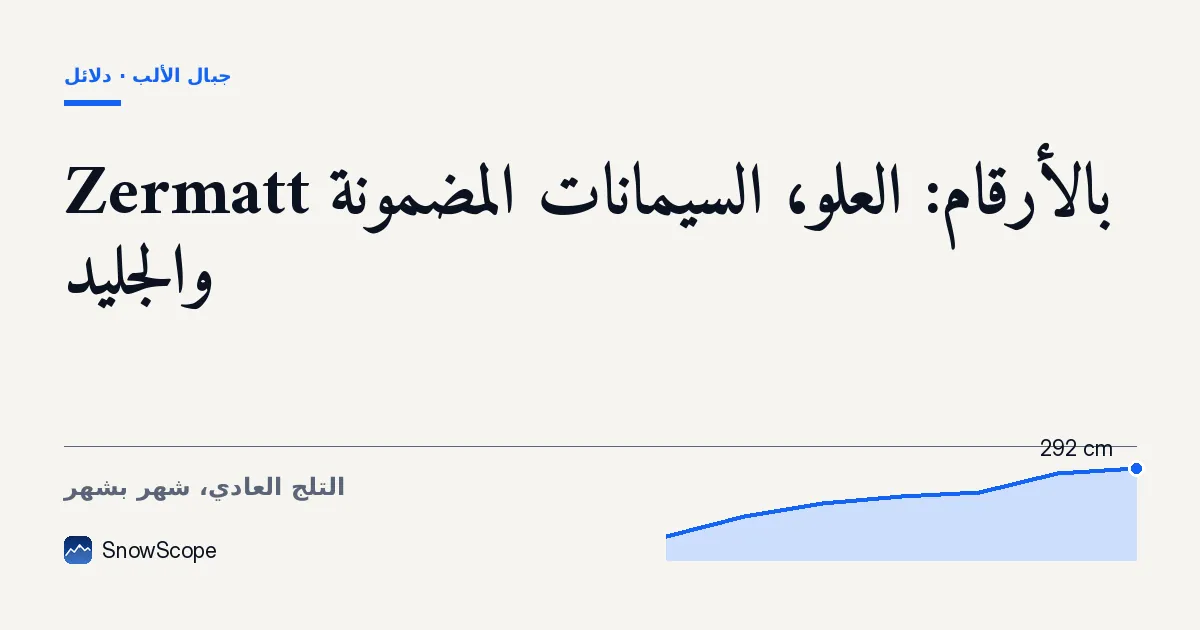 جبال الألب · دلائل
Zermatt بالأرقام: العلو، السيمانات المضمونة
والجليد
292 cm
التلج العادي، شهر بشهر
SnowScope